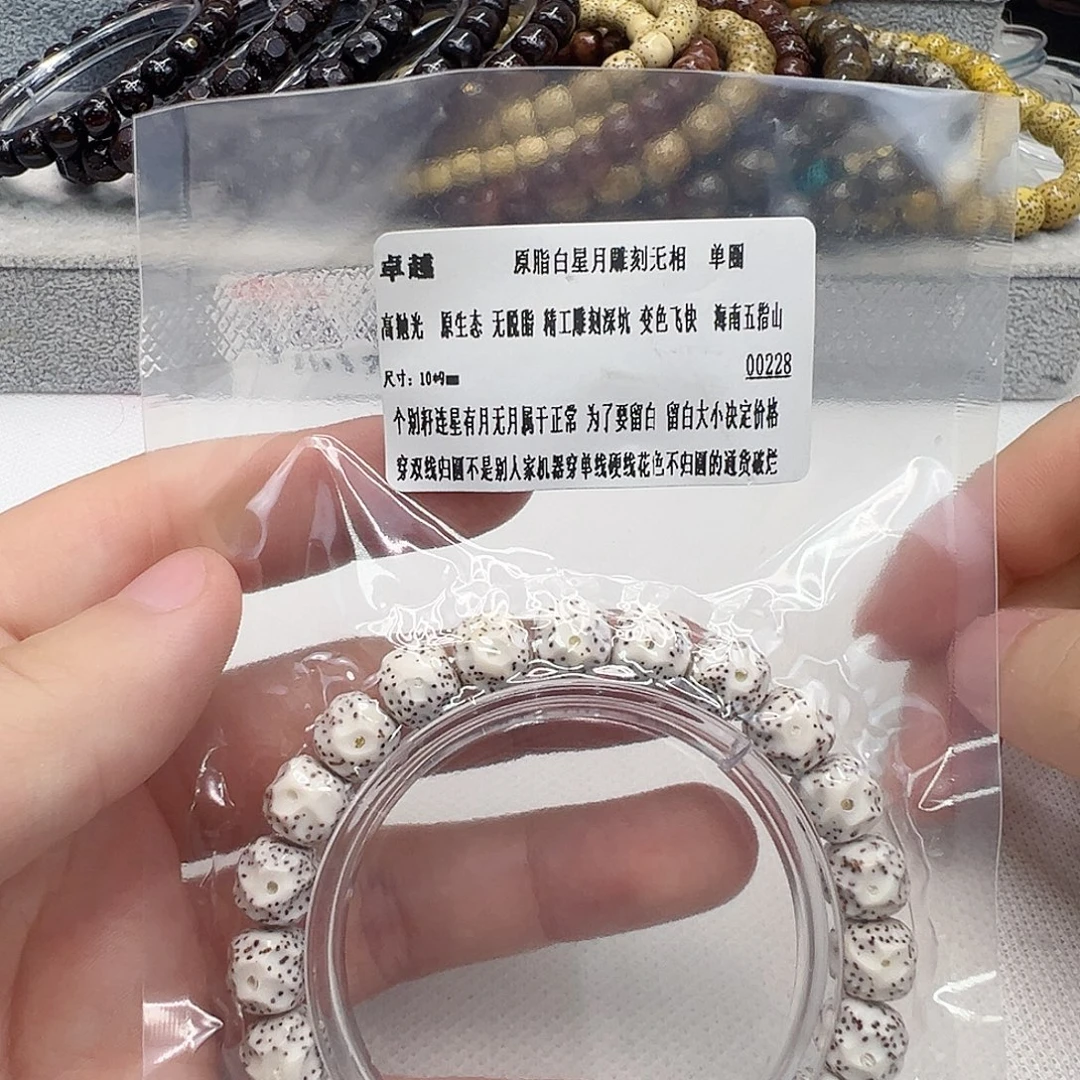 卓越 原脂白星月雕刻无相 单圈
高抛光 原生态 无脱脂 精工雕刻深坑 变色飞快 海南五指山
尺寸：10*9
00228
个别籽连星有月无月属于正常 为了要留白 留白大小决定价格
穿双线归圆不是别人家机器穿单线硬线花色不归圆的通货破烂